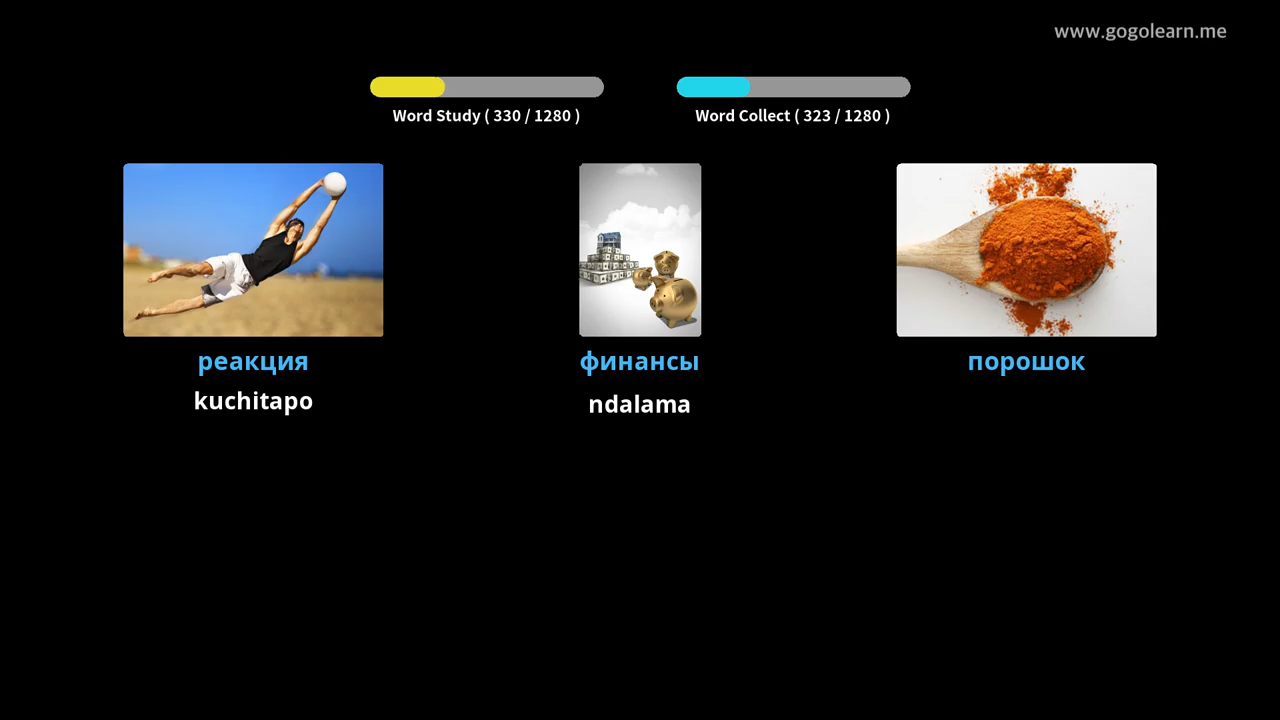 www.gogolearn.me
Word Study ( 330 / 1280 )
Word Collect ( 323 / 1280 )
реакция
kuchitapo
финансы
ndalama
порошок